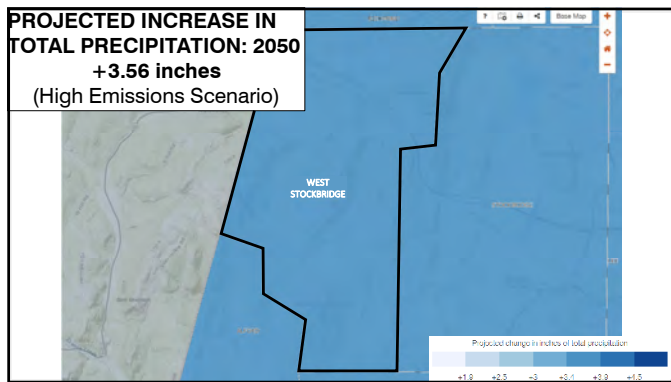 PROJECTED INCREASE IN
TOTAL PRECIPITATION: 2050
+3.56 inches
(High Emissions Scenario)
? Base Map +
−
WEST
STOCKBRIDGE
Projected change in inches of total precipitation
+1.9 +2.5 +3 +3.4 +3.9 +4.5